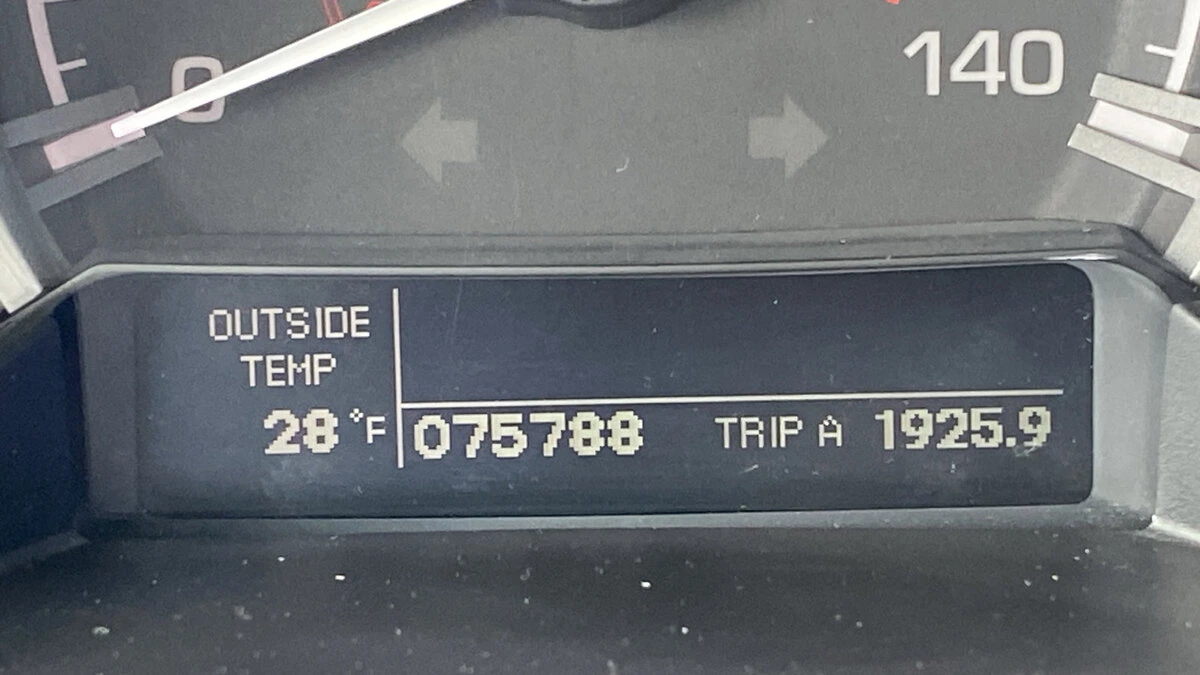 0
140
OUTSIDE
TEMP
28°F 075788 TRIP A 1925.9